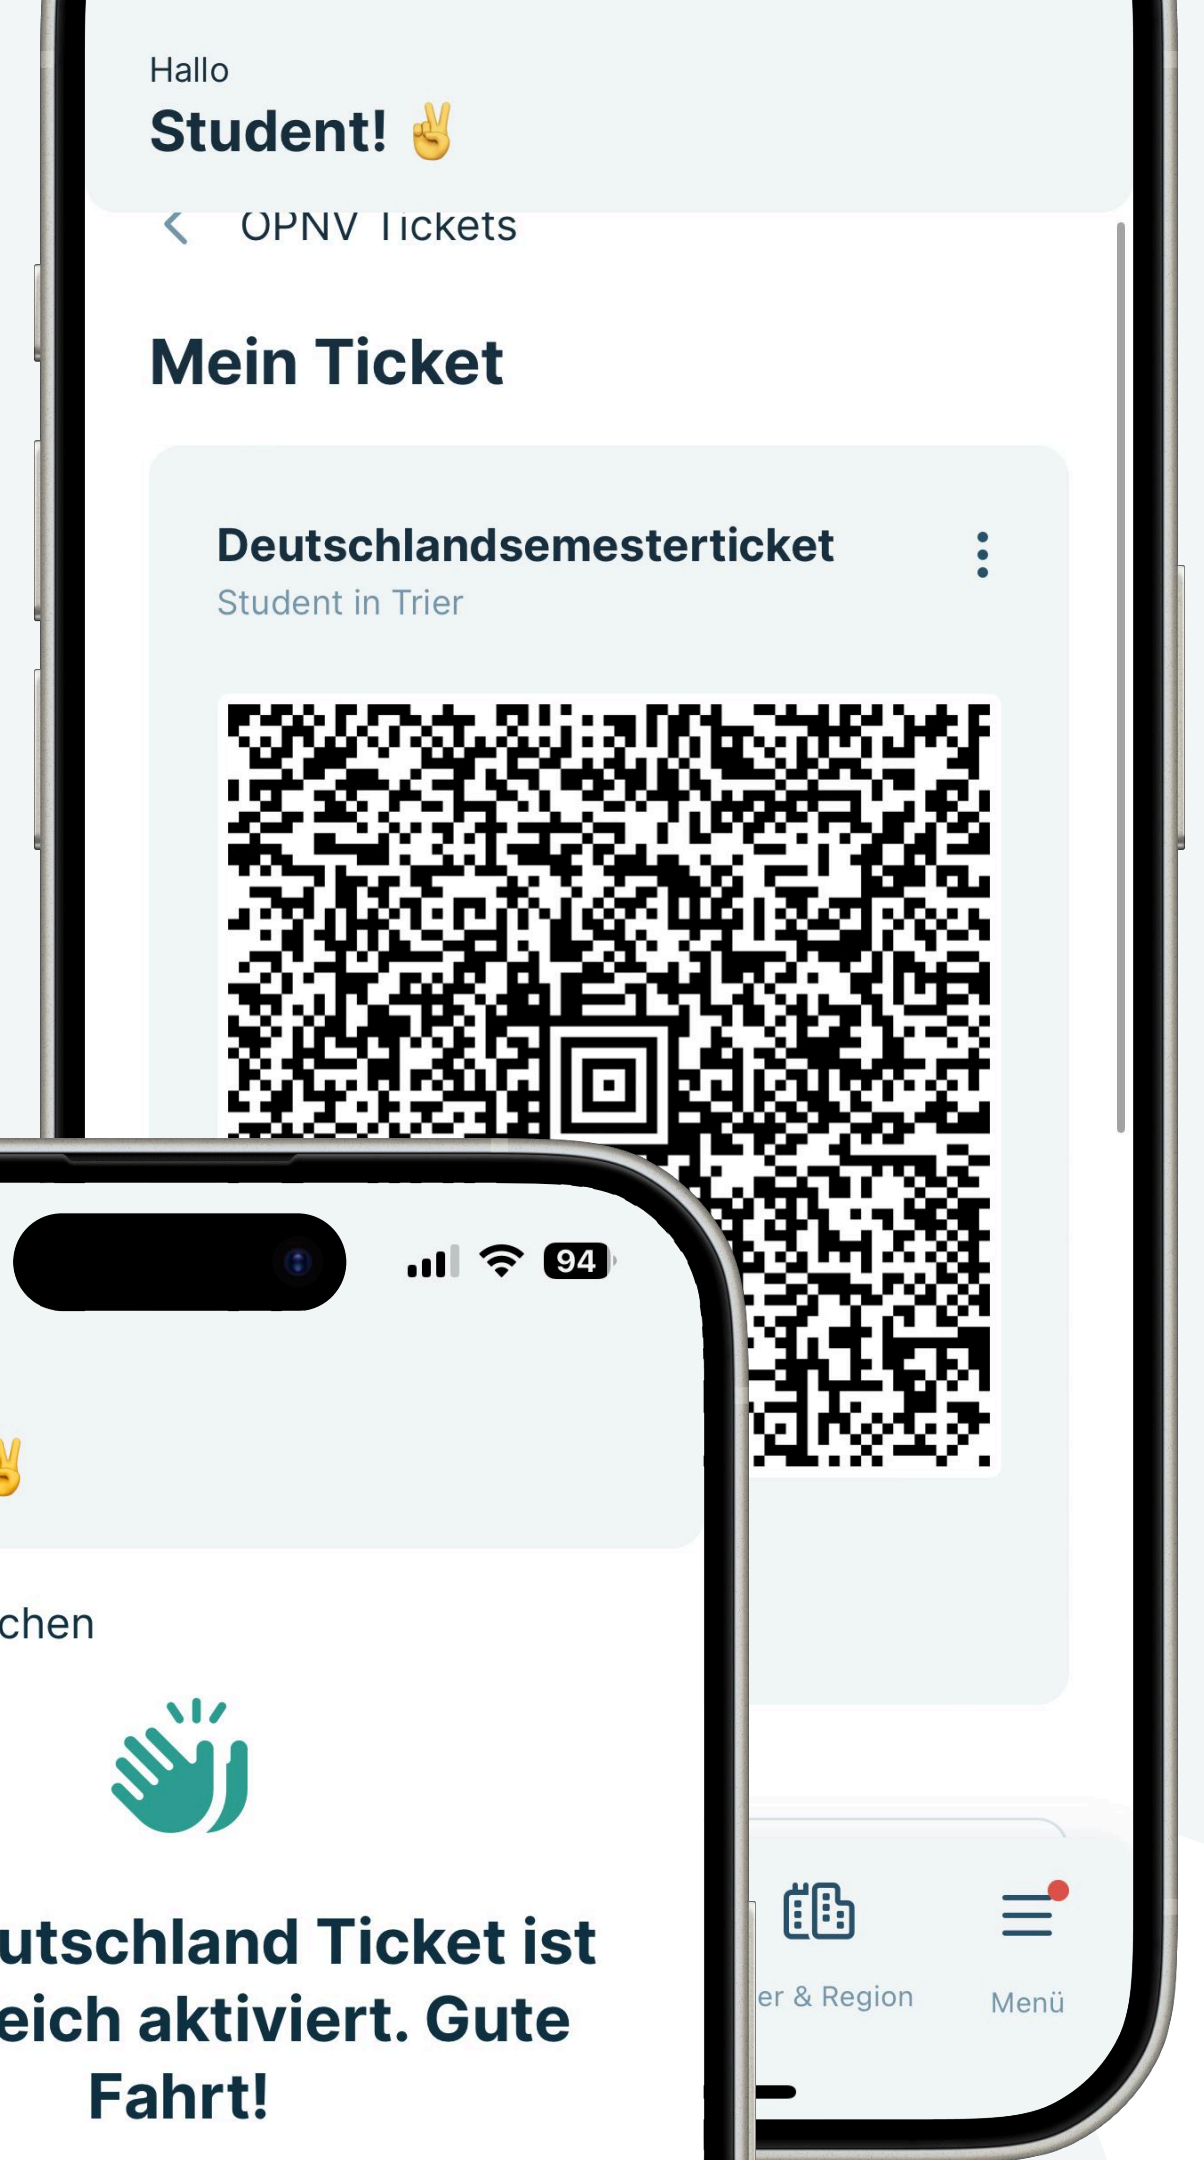 Hallo
Student! ✌️
ÖPNV Tickets
Mein Ticket
Deutschlandsemesterticket
Student in Trier
94
chen
utschland Ticket ist
eich aktiviert. Gute
Fahrt!
er & Region
Menü